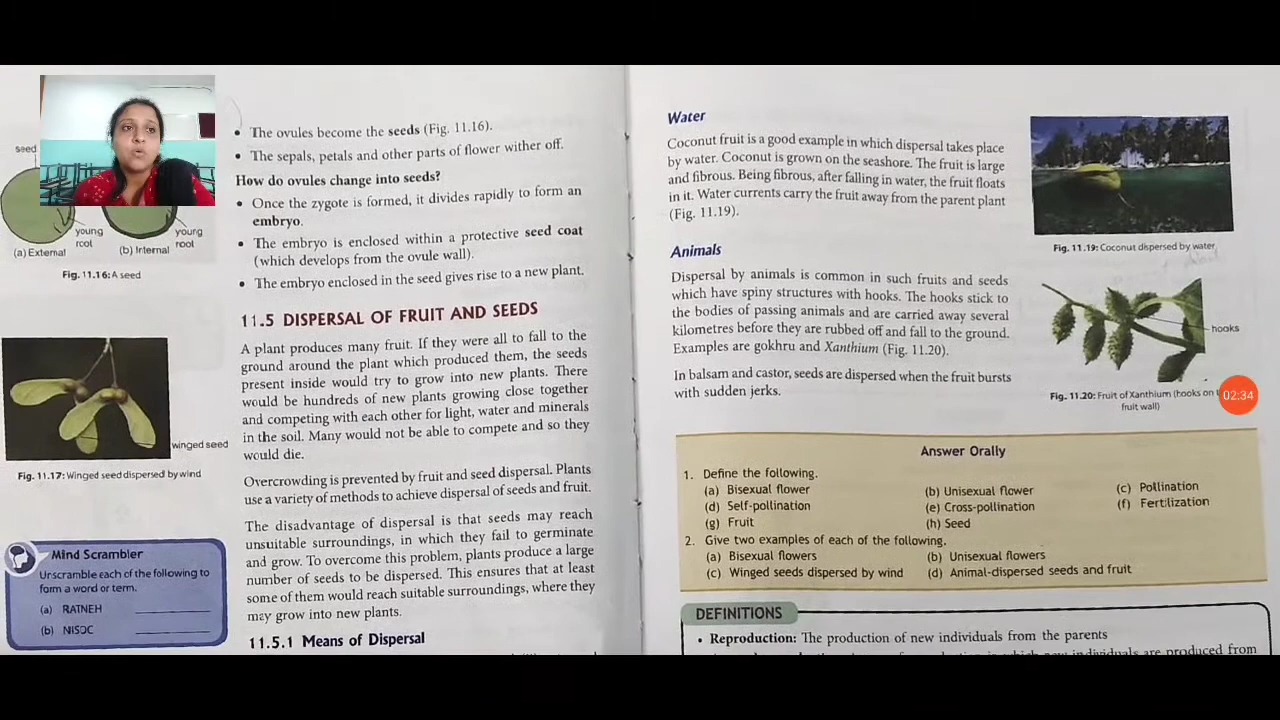 seed
young
root
young
root
(a) External
(b) Internal
Fig. 11.16: A seed
winged seed
Fig. 11.17: Winged seed dispersed by wind
Mind Scrambler
Unscramble each of the following to
form a word or term.
(a) RATNEH
(b) NISOC
• The ovules become the seeds (Fig. 11.16).
• The sepals, petals and other parts of flower wither off.
How do ovules change into seeds?
• Once the zygote is formed, it divides rapidly to form an
embryo.
• The embryo is enclosed within a protective seed coat
(which develops from the ovule wall).
• The embryo enclosed in the seed gives rise to a new plant.
11.5 DISPERSAL OF FRUIT AND SEEDS
A plant produces many fruit. If they were all to fall to the
ground around the plant which produced them, the seeds
present inside would try to grow into new plants. There
would be hundreds of new plants growing close together
and competing with each other for light, water and minerals
in the soil. Many would not be able to compete and so they
would die.
Overcrowding is prevented by fruit and seed dispersal. Plants
use a variety of methods to achieve dispersal of seeds and fruit.
The disadvantage of dispersal is that seeds may reach
unsuitable surroundings, in which they fail to germinate
and grow. To overcome this problem, plants produce a large
number of seeds to be dispersed. This ensures that at least
some of them would reach suitable surroundings, where they
may grow into new plants.
11.5.1 Means of Dispersal
Water
Coconut fruit is a good example in which dispersal takes place
by water. Coconut is grown on the seashore. The fruit is large
and fibrous. Being fibrous, after falling in water, the fruit floats
in it. Water currents carry the fruit away from the parent plant
(Fig. 11.19).
Animals
Dispersal by animals is common in such fruits and seeds
which have spiny structures with hooks. The hooks stick to
the bodies of passing animals and are carried away several
kilometres before they are rubbed off and fall to the ground.
Examples are gokhru and Xanthium (Fig. 11.20).
In balsam and castor, seeds are dispersed when the fruit bursts
with sudden jerks.
Fig. 11.19: Coconut dispersed by water
hooks
Fig. 11.20: Fruit of Xanthium (hooks on
fruit wall)
02:34
Answer Orally
1. Define the following.
(a) Bisexual flower (b) Unisexual flower (c) Pollination
(d) Self-pollination (e) Cross-pollination (f) Fertilization
(g) Fruit (h) Seed
2. Give two examples of each of the following.
(a) Bisexual flowers (b) Unisexual flowers
(c) Winged seeds dispersed by wind (d) Animal-dispersed seeds and fruit
DEFINITIONS
• Reproduction: The production of new individuals from the parents
in which new individuals are produced from